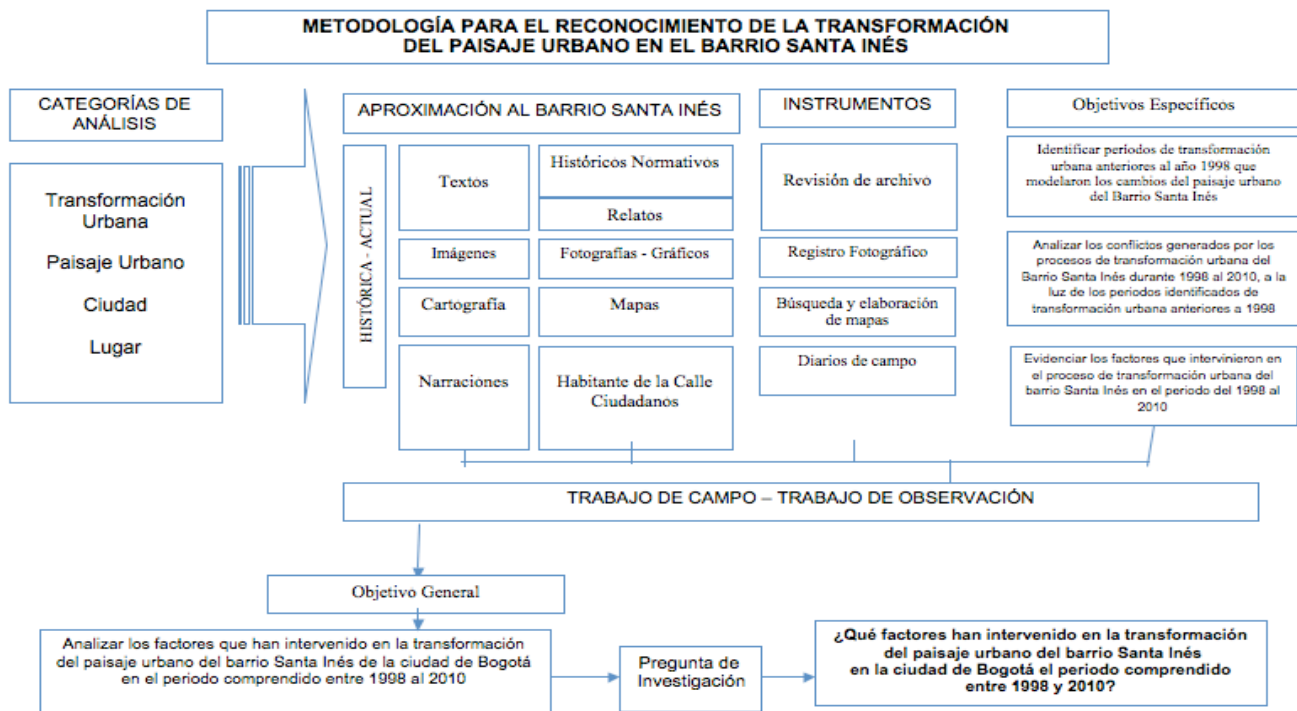 METODOLOGÍA PARA EL RECONOCIMIENTO DE LA TRANSFORMACIÓN
DEL PAISAJE URBANO EN EL BARRIO SANTA INÉS
CATEGORÍAS DE
ANÁLISIS
Transformación
Urbana
Paisaje Urbano
Ciudad
Lugar
APROXIMACIÓN AL BARRIO SANTA INÉS
HISTÓRICA - ACTUAL
Textos
Históricos Normativos
Relatos
Imágenes
Fotografías - Gráficos
Cartografía
Mapas
Narraciones
Habitante de la Calle
Ciudadanos
INSTRUMENTOS
Revisión de archivo
Registro Fotográfico
Búsqueda y elaboración
de mapas
Diarios de campo
Objetivos Específicos
Identificar periodos de transformación
urbana anteriores al año 1998 que
modelaron los cambios del paisaje urbano
del Barrio Santa Inés
Analizar los conflictos generados por los
procesos de transformación urbana del
Barrio Santa Inés durante 1998 al 2010, a la
luz de los periodos identificados de
transformación urbana anteriores a 1998
Evidenciar los factores que intervinieron en
el proceso de transformación urbana del
barrio Santa Inés en el periodo del 1998 al
2010
TRABAJO DE CAMPO – TRABAJO DE OBSERVACIÓN
Objetivo General
Analizar los factores que han intervenido en la transformación
del paisaje urbano del barrio Santa Inés de la ciudad de Bogotá
en el periodo comprendido entre 1998 al 2010
Pregunta de
Investigación
¿Qué factores han intervenido en la transformación
del paisaje urbano del barrio Santa Inés
en la ciudad de Bogotá el periodo comprendido
entre 1998 y 2010?